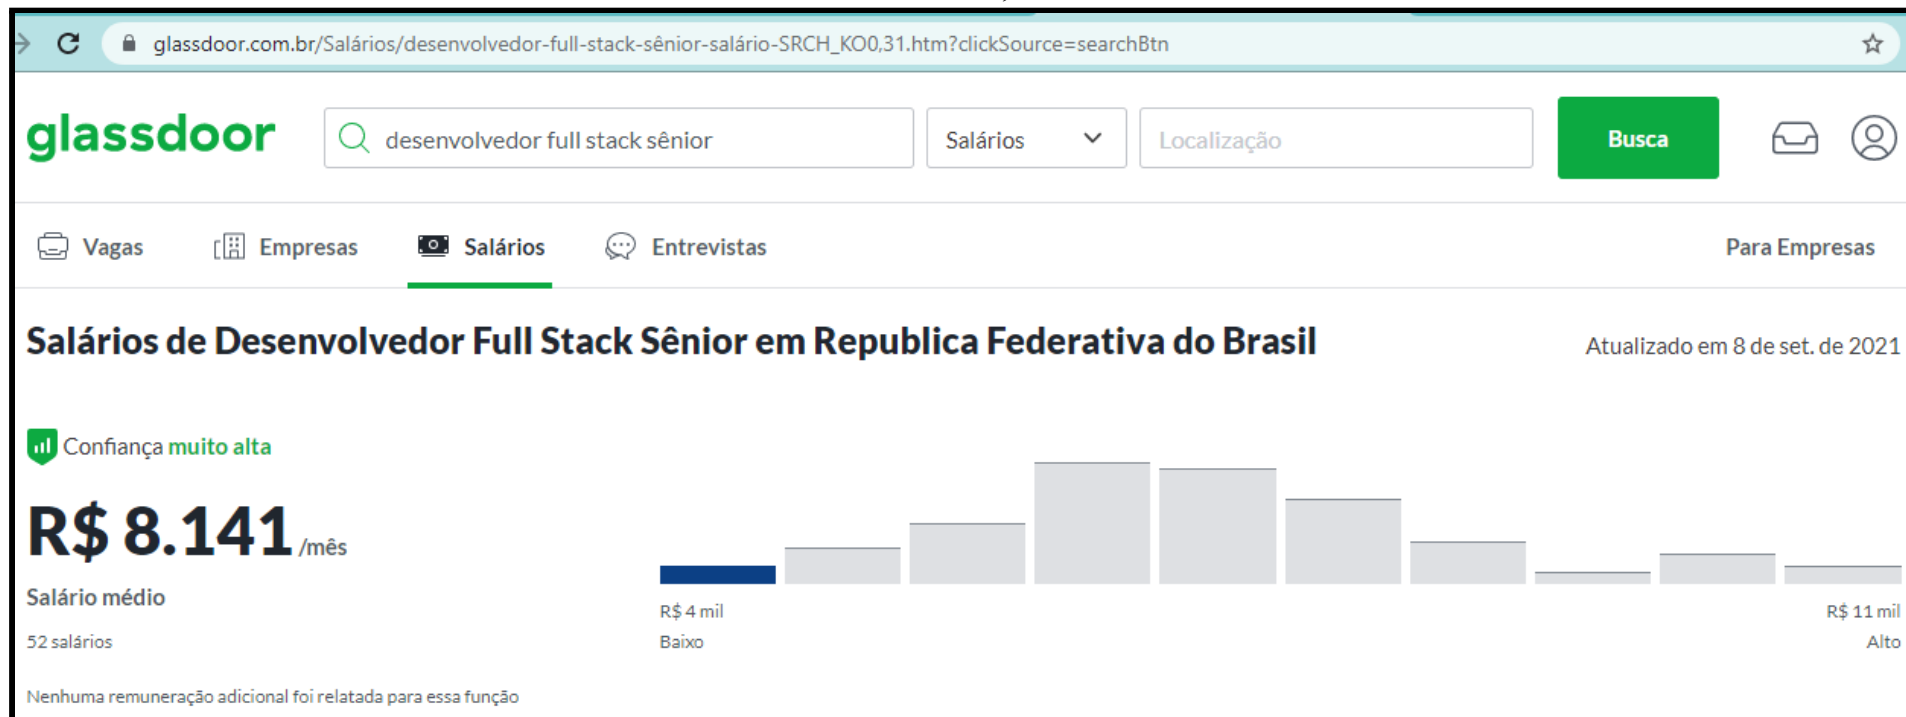 glassdoor.com.br/Salários/desenvolvedor-full-stack-sênior-salário-SRCH_KO0,31.htm?clickSource=searchBtn
glassdoor desenvolvedor full stack sênior Salários Localização Busca
Vagas Empresas Salários Entrevistas Para Empresas
Salários de Desenvolvedor Full Stack Sênior em Republica Federativa do Brasil Atualizado em 8 de set. de 2021
Confiança muito alta
R$ 8.141 /mês
Salário médio
52 salários
Nenhuma remuneração adicional foi relatada para essa função
R$ 4 mil R$ 11 mil
Baixo Alto